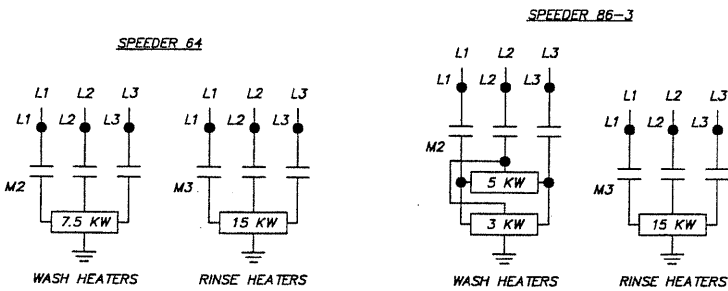 SPEEDER 64
L1 L2 L3
L1 L2 L3
M2
7.5 KW
WASH HEATERS
L1 L2 L3
L1 L2 L3
M3
15 KW
RINSE HEATERS
SPEEDER 86-3
L1 L2 L3
L1 L2 L3
M2
5 KW
3 KW
WASH HEATERS
L1 L2 L3
L1 L2 L3
M3
15 KW
RINSE HEATERS